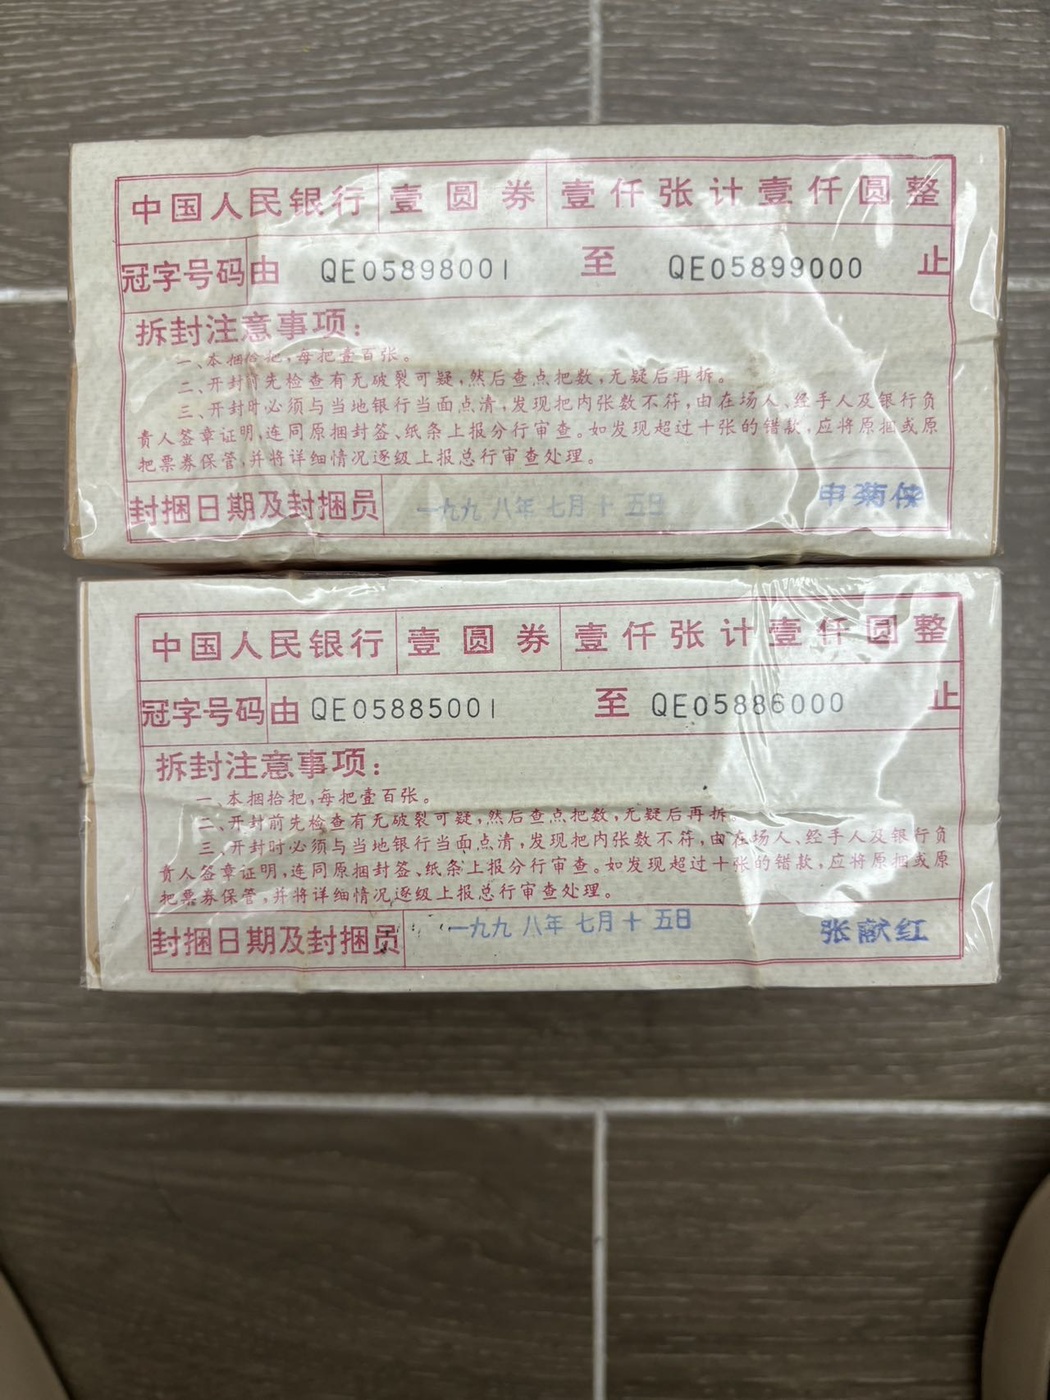 中国人民银行 壹圆券 壹仟张计壹仟圆整
冠字号码 由 QE05898001 至 QE05899000 止
拆封注意事项：
一、本捆拾把，每把壹百张。
二、开封前先检查有无破裂可疑，然后查点把数，无疑后再拆。
三、开封时必须与当地银行当面点清，发现把内张数不符，由在场人、经手人及银行负
责人签章证明，连同原捆封签、纸条上报分行审查。如发现超过十张的错款，应将原捆或原
把票券保管，并将详细情况逐级上报总行审查处理。
封捆日期及封捆员 一九九八年七月十五日 申菊侠
中国人民银行 壹圆券 壹仟张计壹仟圆整
冠字号码 由 QE05885001 至 QE05886000 止
拆封注意事项：
一、本捆拾把，每把壹百张。
二、开封前先检查有无破裂可疑，然后查点把数，无疑后再拆。
三、开封时必须与当地银行当面点清，发现把内张数不符，由在场人、经手人及银行负
责人签章证明，连同原捆封签、纸条上报分行审查。如发现超过十张的错款，应将原捆或原
把票券保管，并将详细情况逐级上报总行审查处理。
封捆日期及封捆员 一九九八年七月十五日 张献红